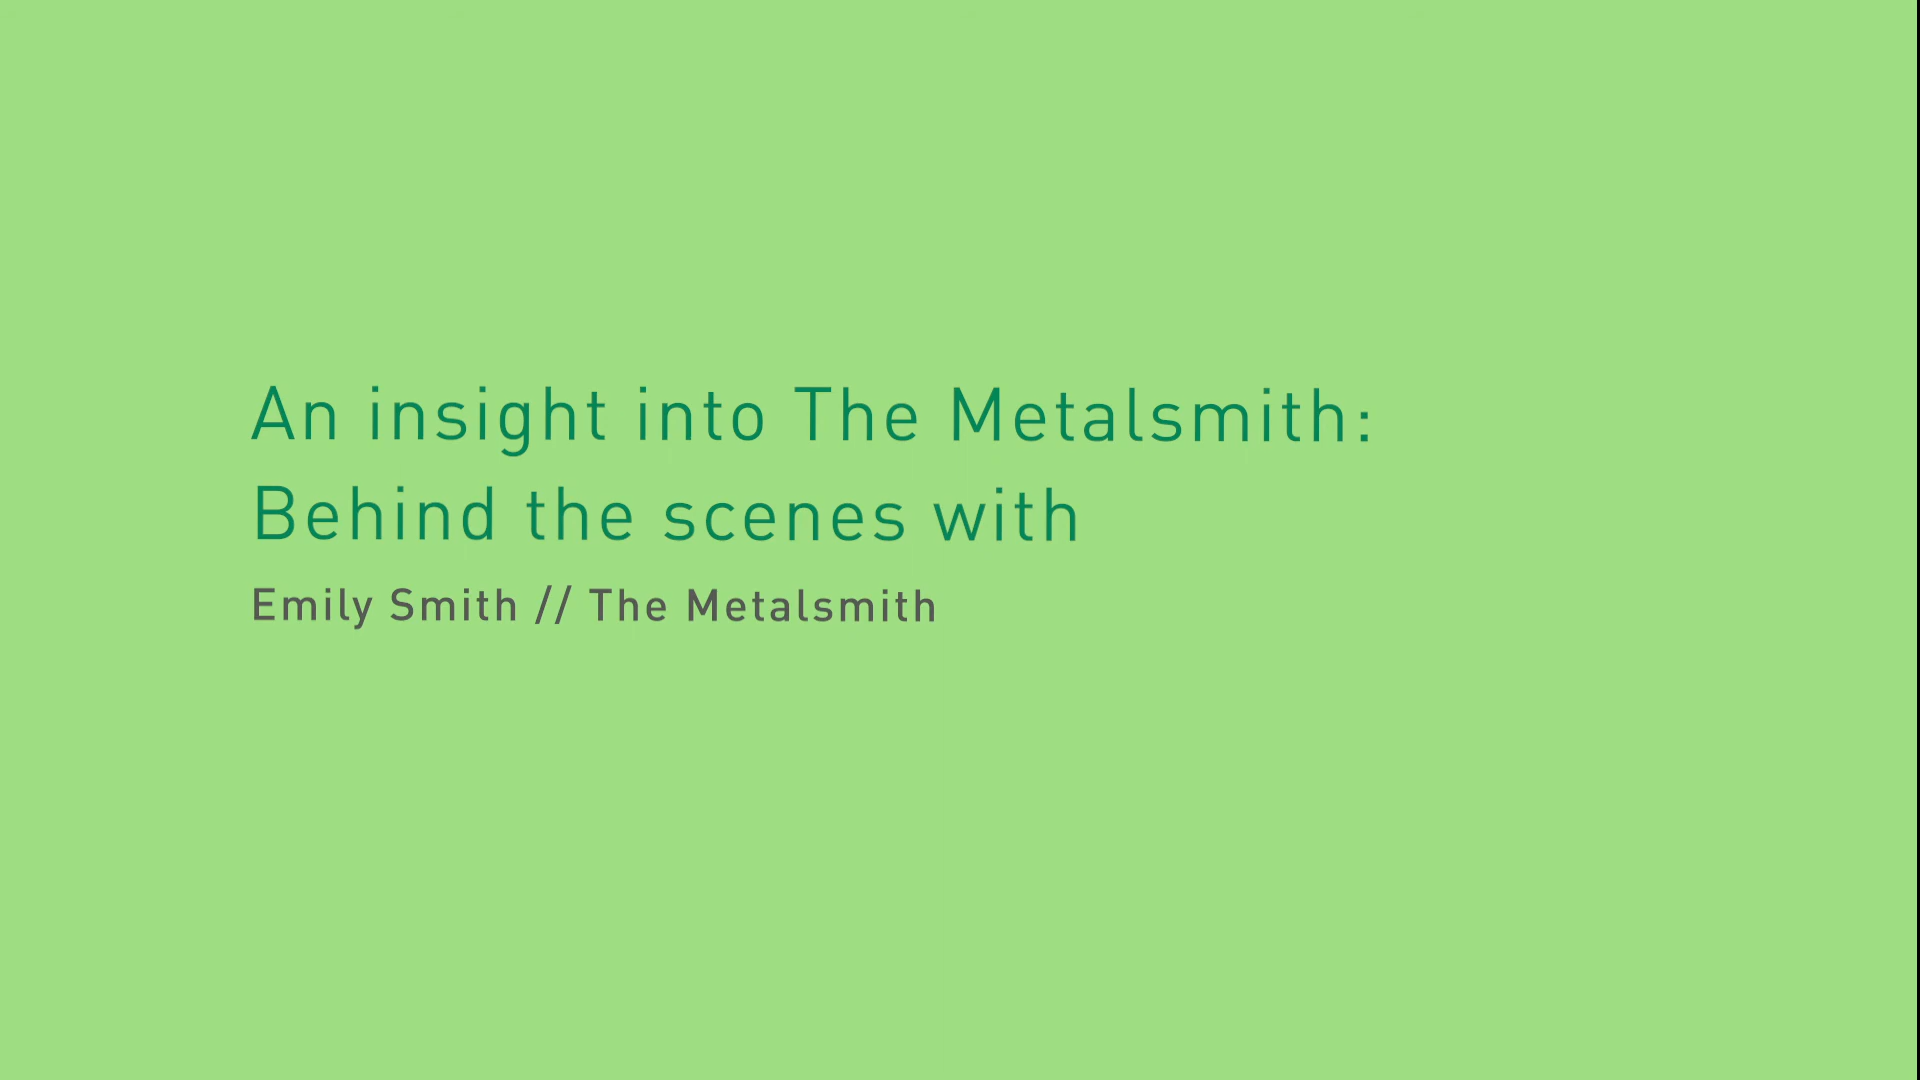 An insight into The Metalsmith:
Behind the scenes with
Emily Smith // The Metalsmith